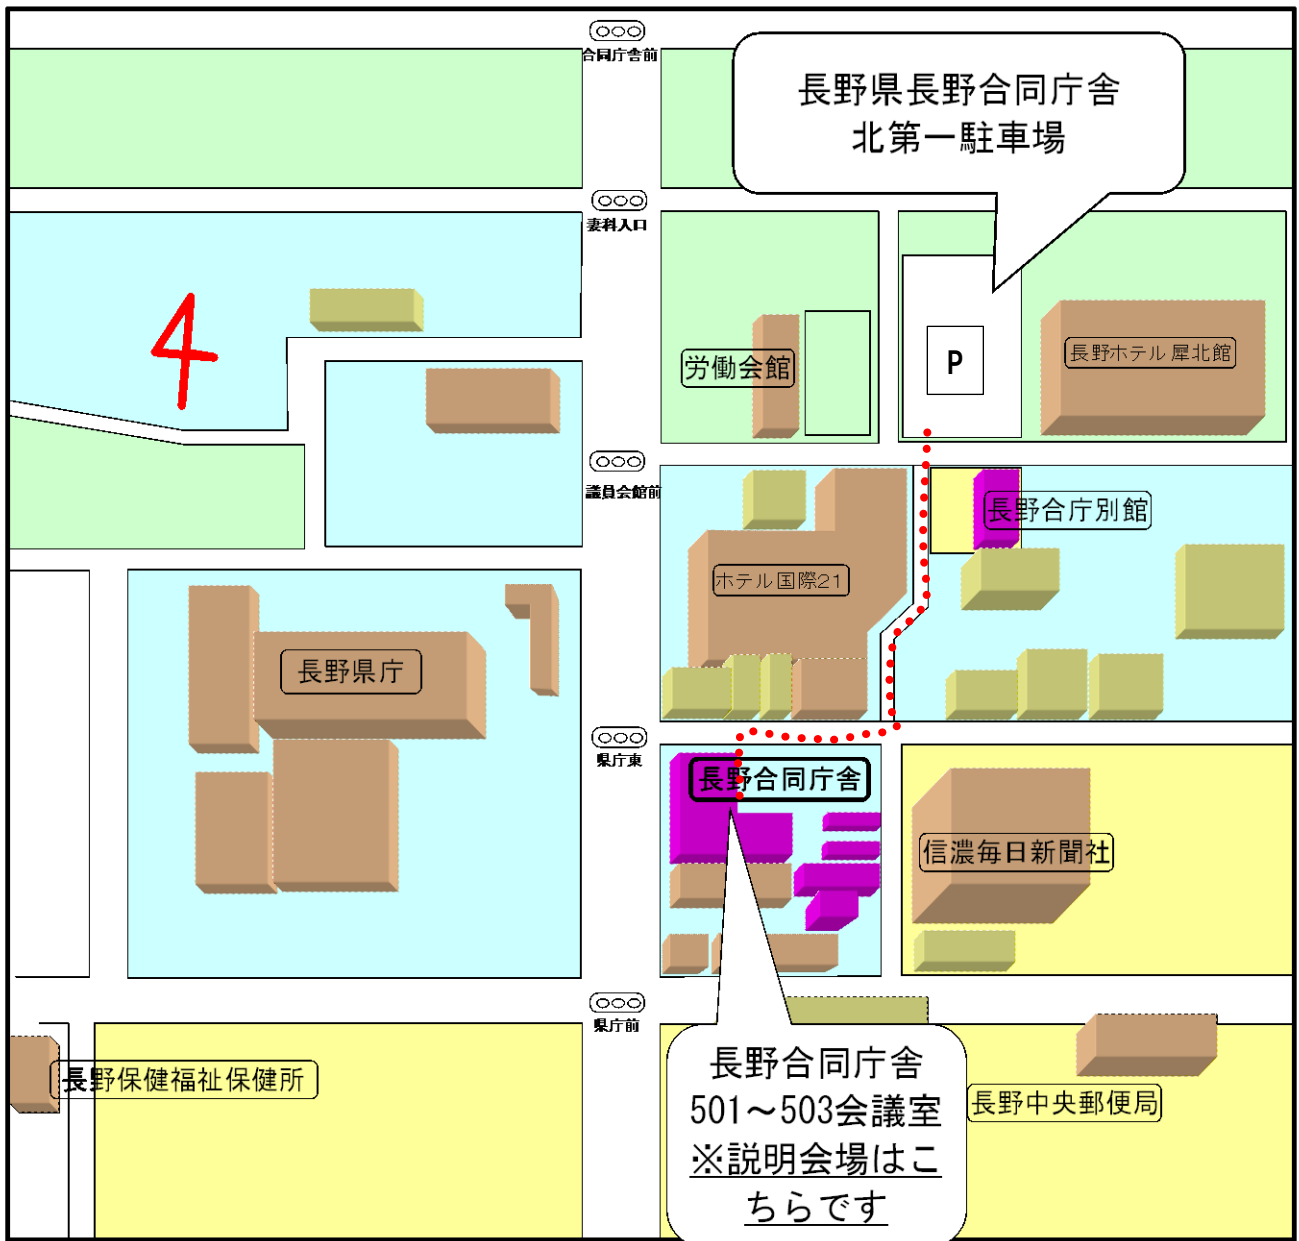 合同庁舎前
長野県長野合同庁舎
北第一駐車場
妻科入口
4
労働会館
P
長野ホテル犀北館
議員会館前
長野合庁別館
ホテル国際21
長野県庁
県庁東
長野合同庁舎
信濃毎日新聞社
県庁前
長野合同庁舎
501～503会議室
※説明会場はこ
ちらです
長野保健福祉保健所
長野中央郵便局